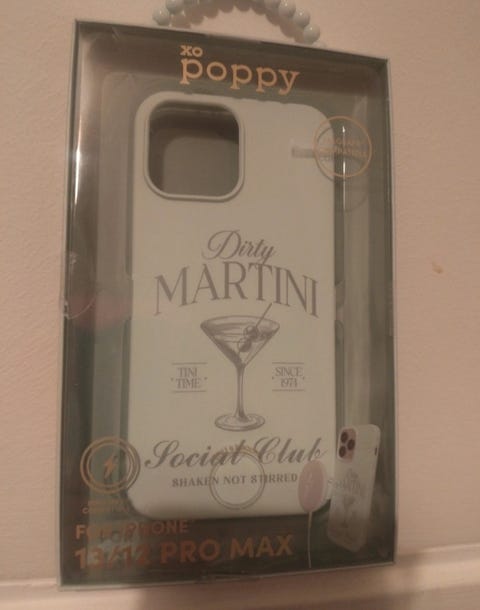 xo
poppy
Dirty
MARTINI
TINI
TIME
SINCE
1974
Social Club
SHAKEN NOT STIRRED
FOR IPHONE
13/12 PRO MAX